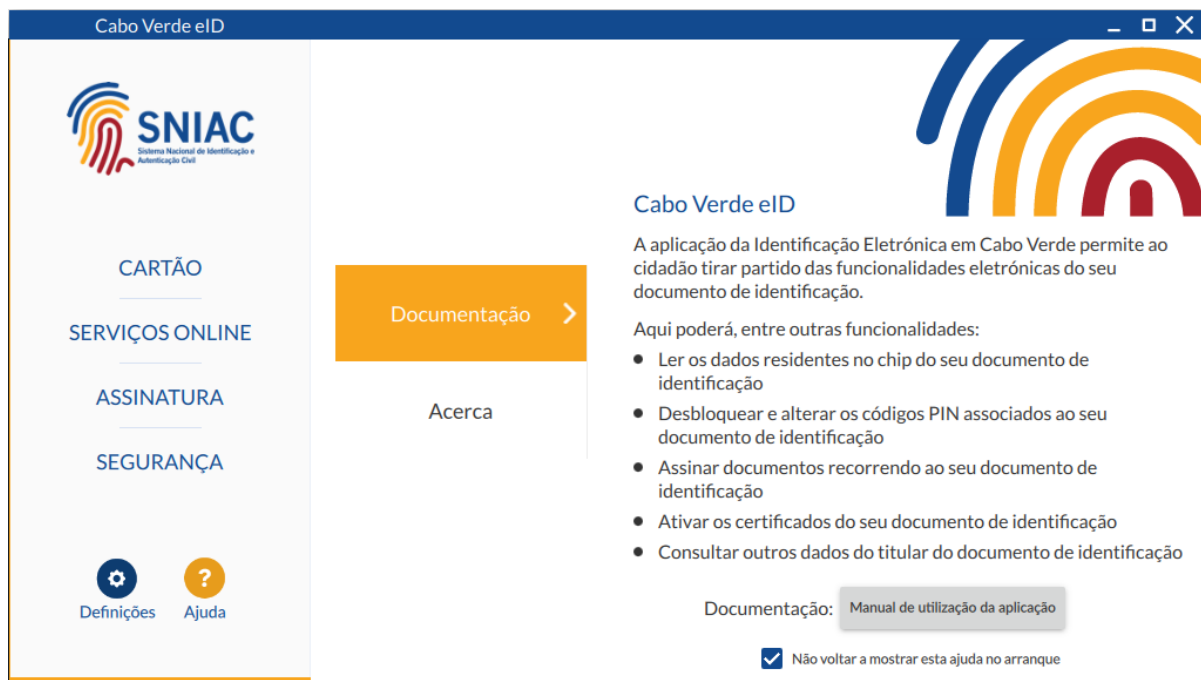 Cabo Verde eID
SNIAC
Sistema Nacional de Identificação e
Autenticação Civil
CARTÃO
SERVIÇOS ONLINE
ASSINATURA
SEGURANÇA
Definições
?
Ajuda
Documentação
Acerca
Cabo Verde eID
A aplicação da Identificação Eletrónica em Cabo Verde permite ao
cidadão tirar partido das funcionalidades eletrónicas do seu
documento de identificação.
Aqui poderá, entre outras funcionalidades:
Ler os dados residentes no chip do seu documento de
identificação
Desbloquear e alterar os códigos PIN associados ao seu
documento de identificação
Assinar documentos recorrendo ao seu documento de
identificação
Ativar os certificados do seu documento de identificação
Consultar outros dados do titular do documento de identificação
Documentação: Manual de utilização da aplicação
Não voltar a mostrar esta ajuda no arranque